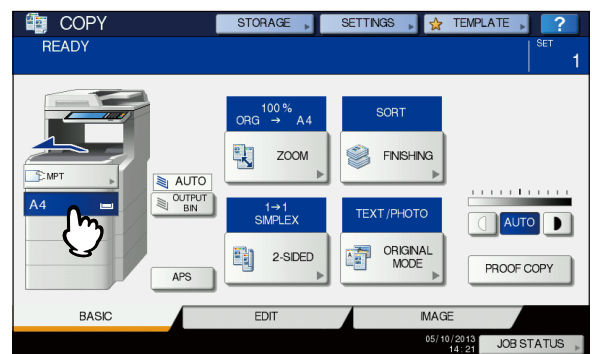 COPY
STORAGE
SETTINGS
TEMPLATE
?
READY
SET
1
MPT
A4
AUTO
OUTPUT
BIN
APS
100 %
ORG → A4
ZOOM
SORT
FINISHING
1→1
SIMPLEX
2-SIDED
TEXT/PHOTO
ORIGINAL
MODE
AUTO
PROOF COPY
BASIC
EDIT
IMAGE
05/10/2013
14:21
JOB STATUS